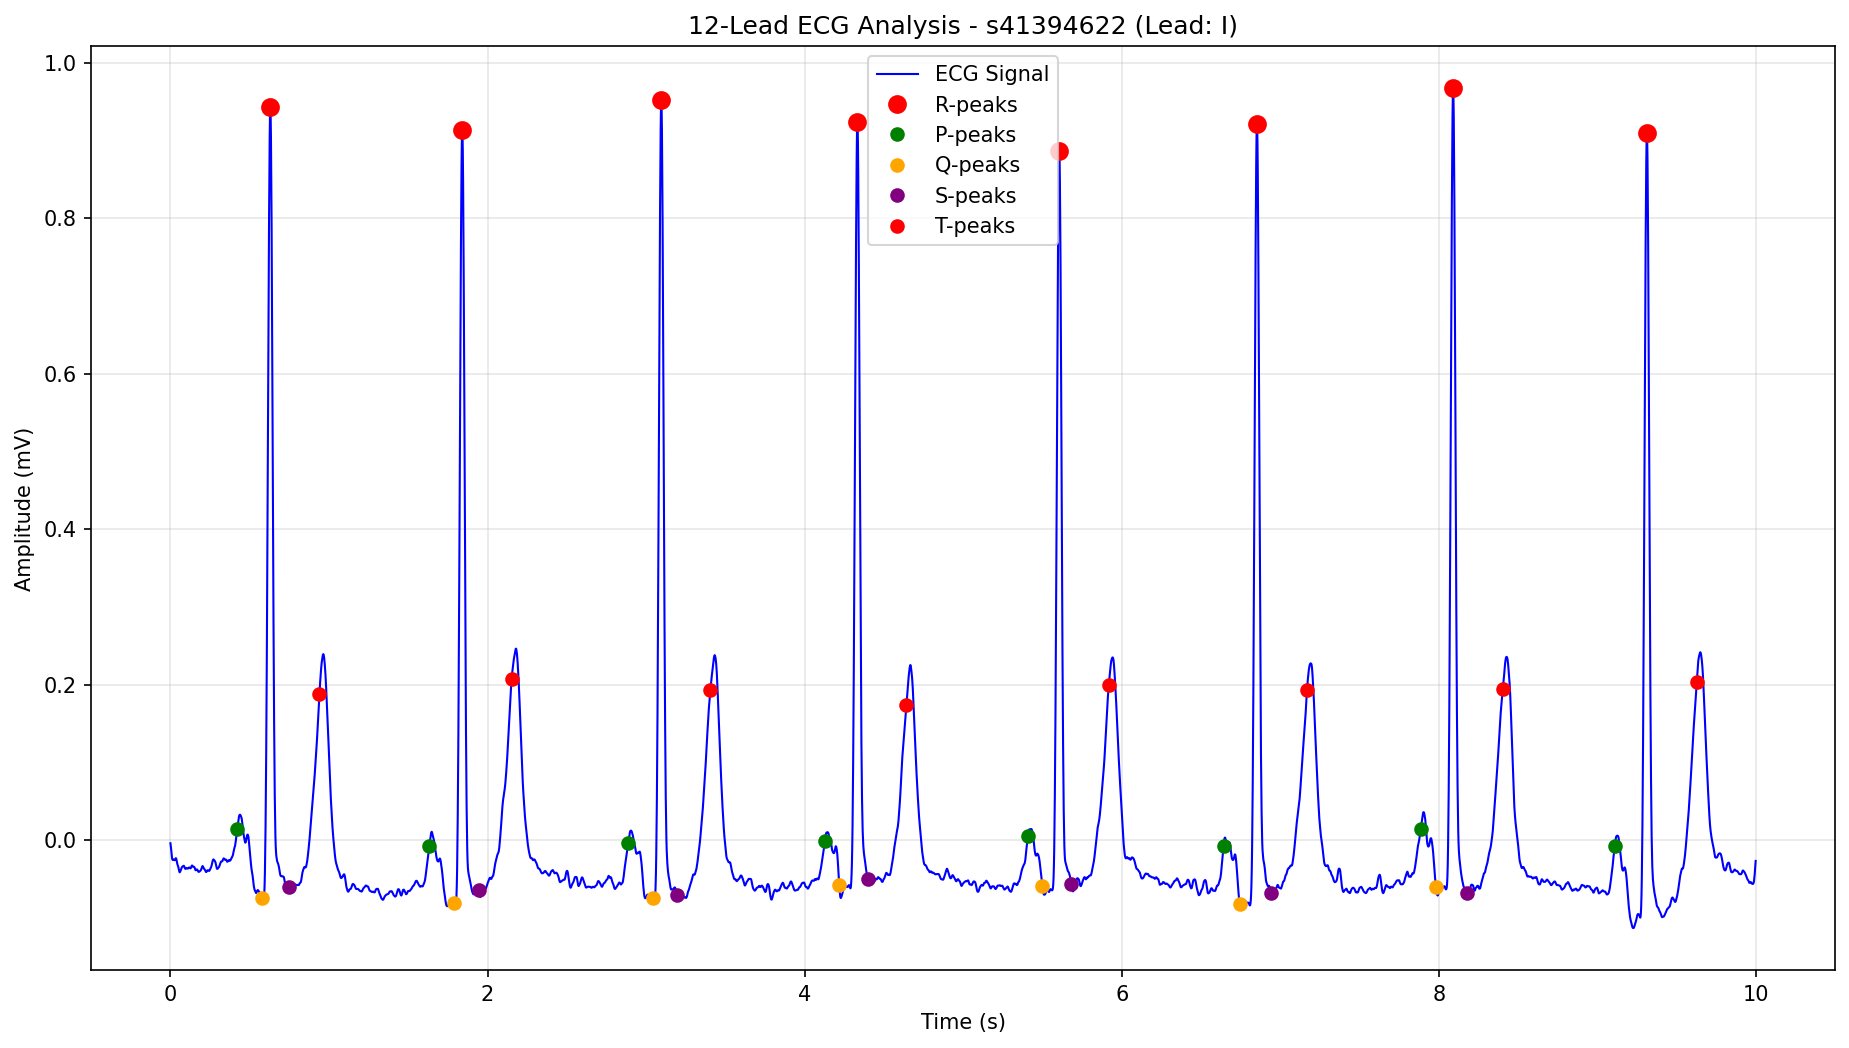 12-Lead ECG Analysis - s41394622 (Lead: I)
ECG Signal
R-peaks
P-peaks
Q-peaks
S-peaks
T-peaks
Amplitude (mV)
1.0
0.8
0.6
0.4
0.2
0.0
0 2 4 6 8 10
Time (s)